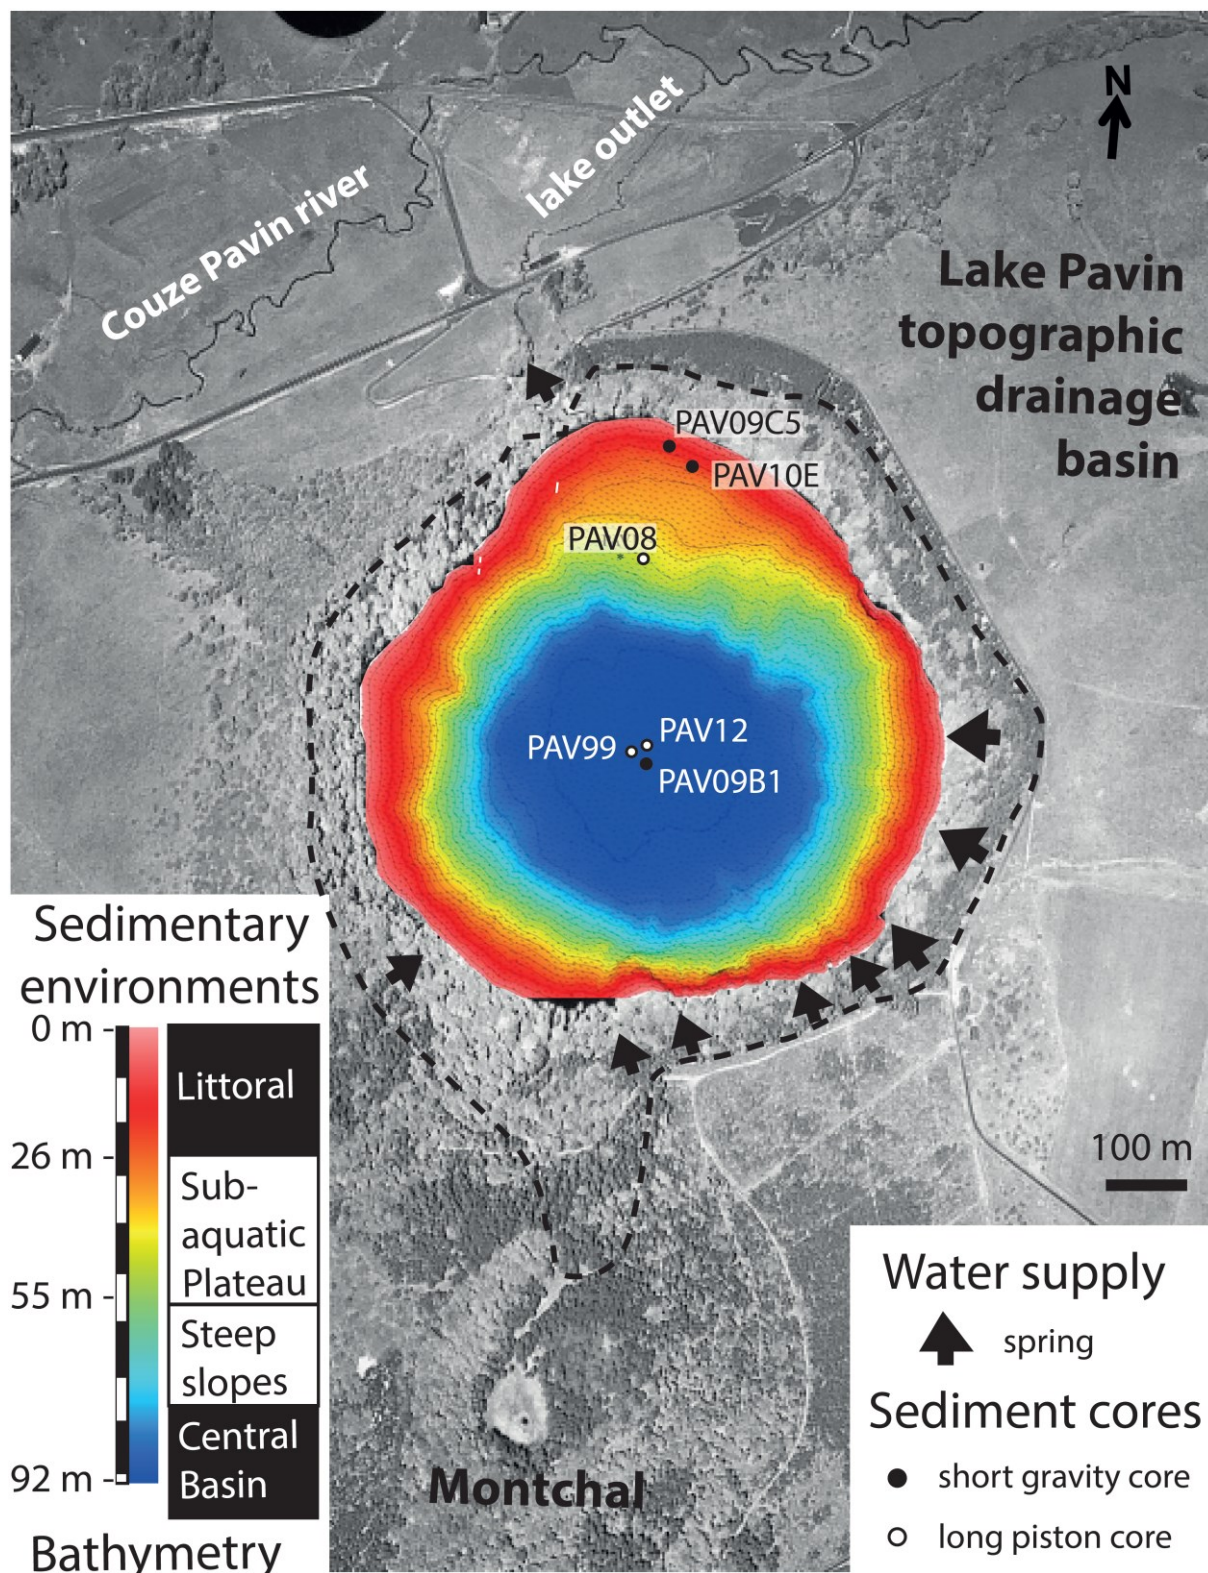 N
Couze Pavin river
lake outlet
Lake Pavin
topographic
drainage
basin
PAV09C5
PAV10E
PAV08
PAV99
PAV12
PAV09B1
Sedimentary
environments
0 m
26 m
55 m
92 m
Littoral
Sub-
aquatic
Plateau
Steep
slopes
Central
Basin
Bathymetry
100 m
Montchal
Water supply
spring
Sediment cores
short gravity core
long piston core